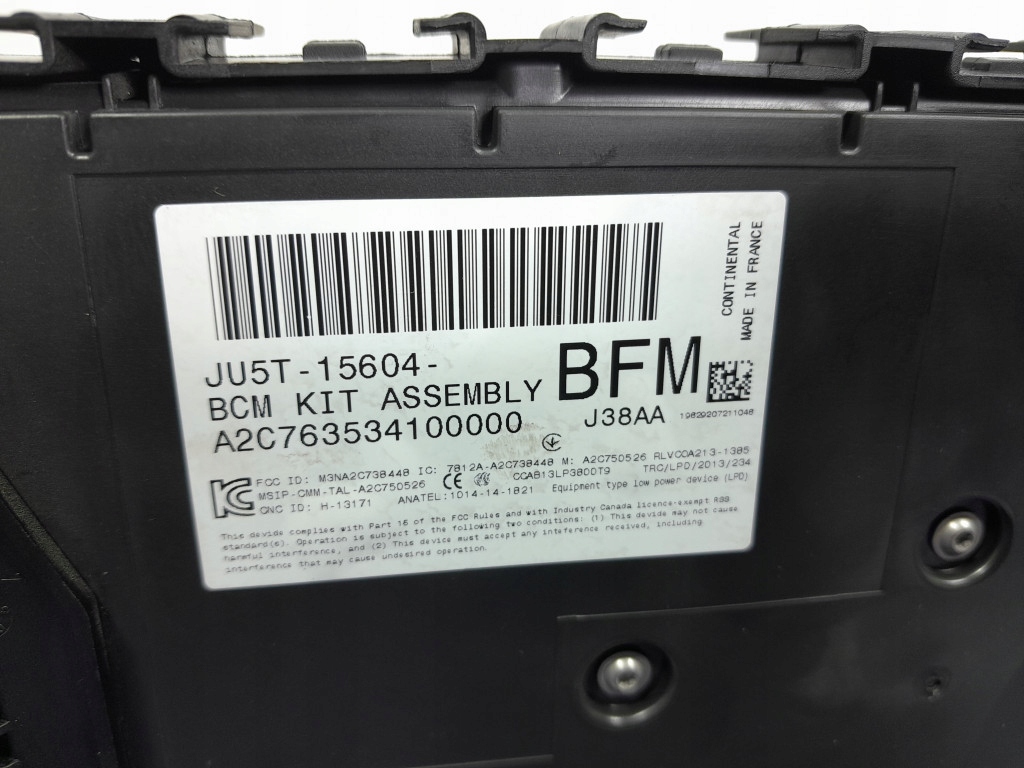 CONTINENTAL
MADE IN FRANCE
JU5T-15604- BFM
BCM KIT ASSEMBLY
A2C763534100000 J38AA
19829207211046
FCC ID: M3NA2C738448 IC: 7812A-A2C738448 M: A2C750526 RLVCOA213-1385
MSIP-CMM-TAL-A2C750526 CE CCAB13LP3800T9 TRC/LPD/2013/234
CNC ID: H-13171 ANATEL:1014-14-1821 Equipment type low power device (LPD)
This device complies with Part 15 of the FCC Rules and with Industry Canada licence-exempt RSS
standard(s). Operation is subject to the following two conditions: (1) This device may not cause
harmful interference, and (2) This device must accept any interference received, including
interference that may cause undesired operation.